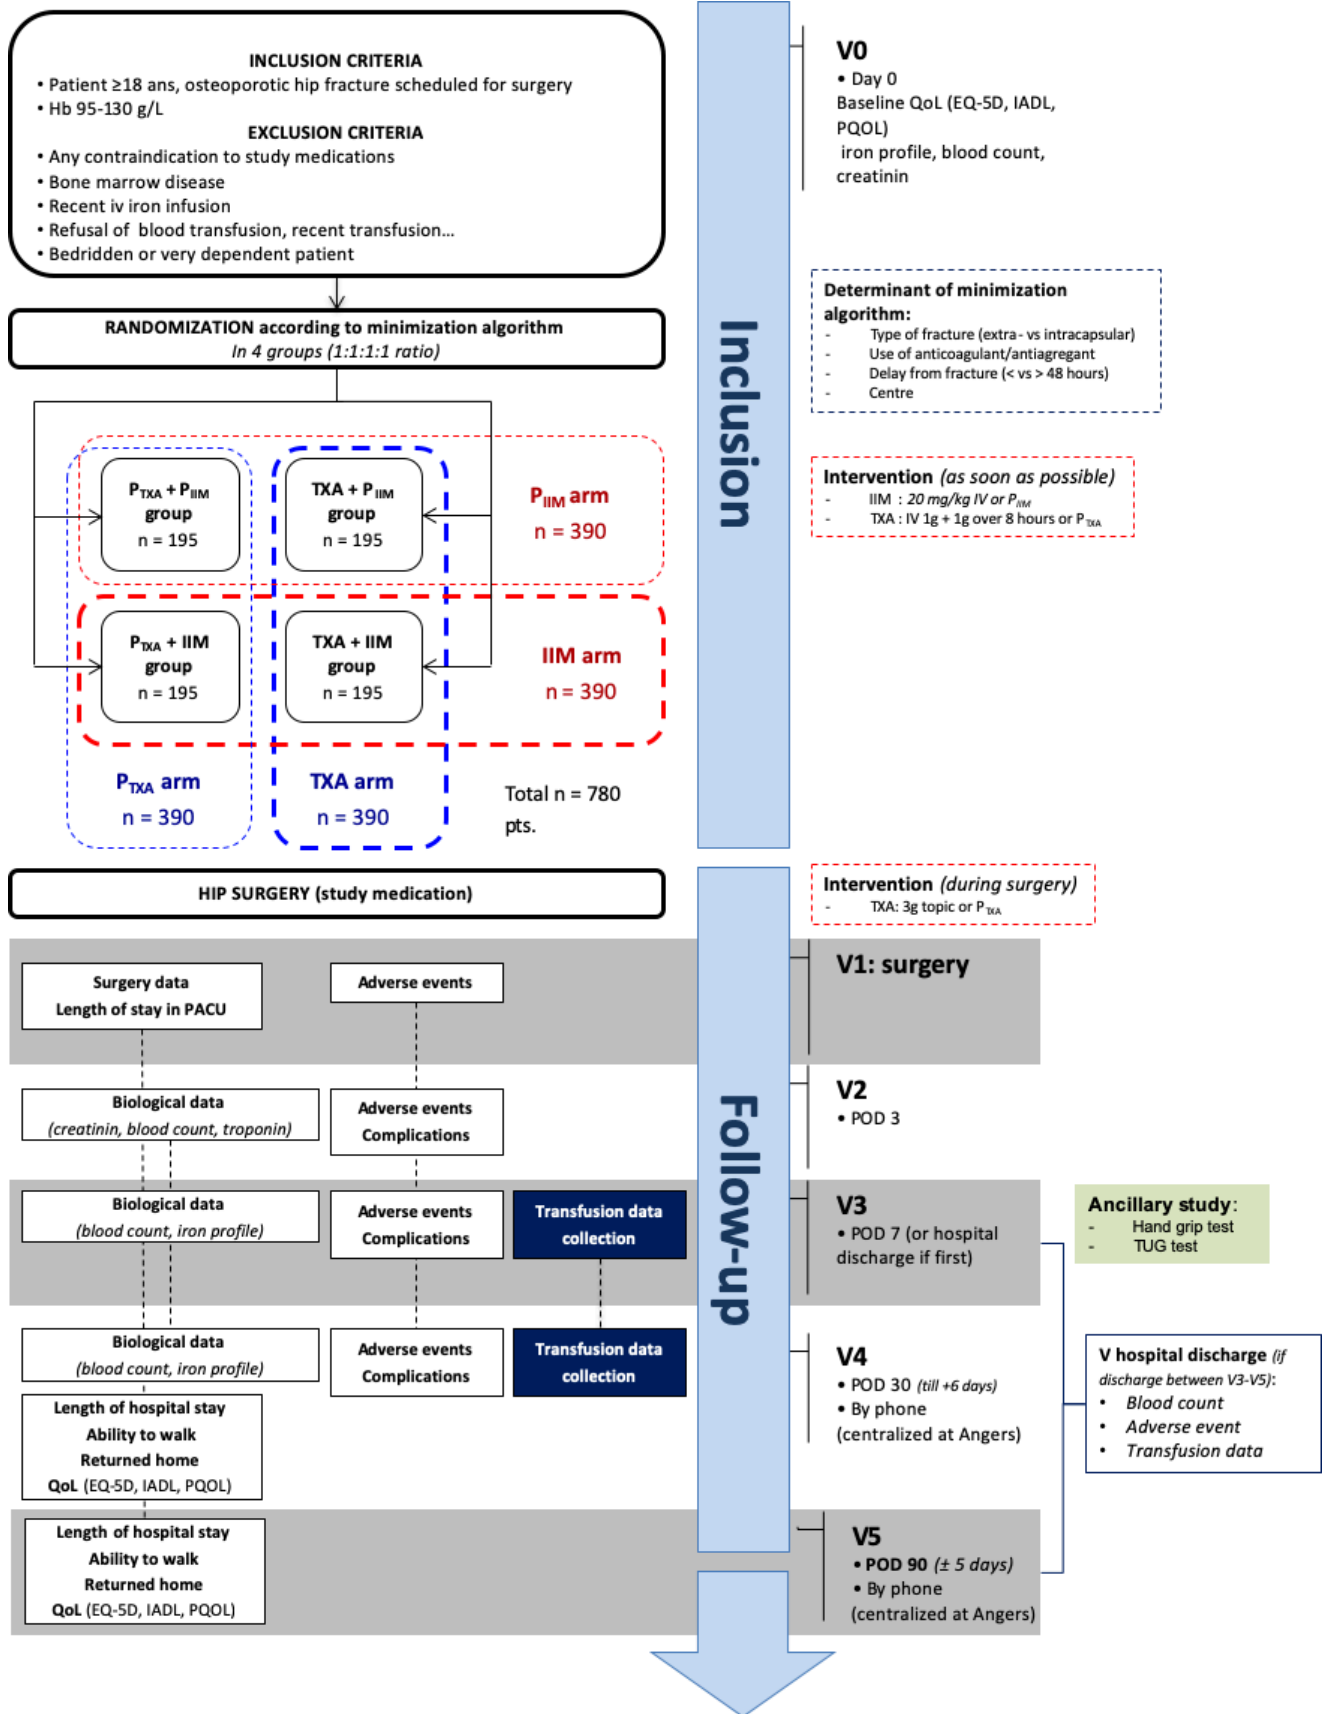 INCLUSION CRITERIA
• Patient ≥18 ans, osteoporotic hip fracture scheduled for surgery
• Hb 95-130 g/L
EXCLUSION CRITERIA
• Any contraindication to study medications
• Bone marrow disease
• Recent iv iron infusion
• Refusal of blood transfusion, recent transfusion...
• Bedridden or very dependent patient
RANDOMIZATION according to minimization algorithm
In 4 groups (1:1:1:1 ratio)
PTXA + PIIM
group
n = 195
TXA + PIIM
group
n = 195
PIIM arm
n = 390
PTXA + IIM
group
n = 195
TXA + IIM
group
n = 195
IIM arm
n = 390
PTXA arm
n = 390
TXA arm
n = 390
Total n = 780
pts.
Inclusion
V0
• Day 0
Baseline QoL (EQ-5D, IADL,
PQOL)
iron profile, blood count,
creatinin
Determinant of minimization
algorithm:
- Type of fracture (extra- vs intracapsular)
- Use of anticoagulant/antiagregant
- Delay from fracture (< vs > 48 hours)
- Centre
Intervention (as soon as possible)
- IIM : 20 mg/kg IV or PIIM
- TXA : IV 1g + 1g over 8 hours or PTXA
HIP SURGERY (study medication)
Intervention (during surgery)
- TXA: 3g topic or PTXA
Follow-up
Surgery data
Length of stay in PACU
Adverse events
V1: surgery
Biological data
(creatinin, blood count, troponin)
Adverse events
Complications
V2
• POD 3
Biological data
(blood count, iron profile)
Adverse events
Complications
Transfusion data
collection
V3
• POD 7 (or hospital
discharge if first)
Ancillary study:
- Hand grip test
- TUG test
Biological data
(blood count, iron profile)
Adverse events
Complications
Transfusion data
collection
V4
• POD 30 (till +6 days)
• By phone
(centralized at Angers)
V hospital discharge (if
discharge between V3-V5):
• Blood count
• Adverse event
• Transfusion data
Length of hospital stay
Ability to walk
Returned home
QoL (EQ-5D, IADL, PQOL)
Length of hospital stay
Ability to walk
Returned home
QoL (EQ-5D, IADL, PQOL)
V5
• POD 90 (± 5 days)
• By phone
(centralized at Angers)